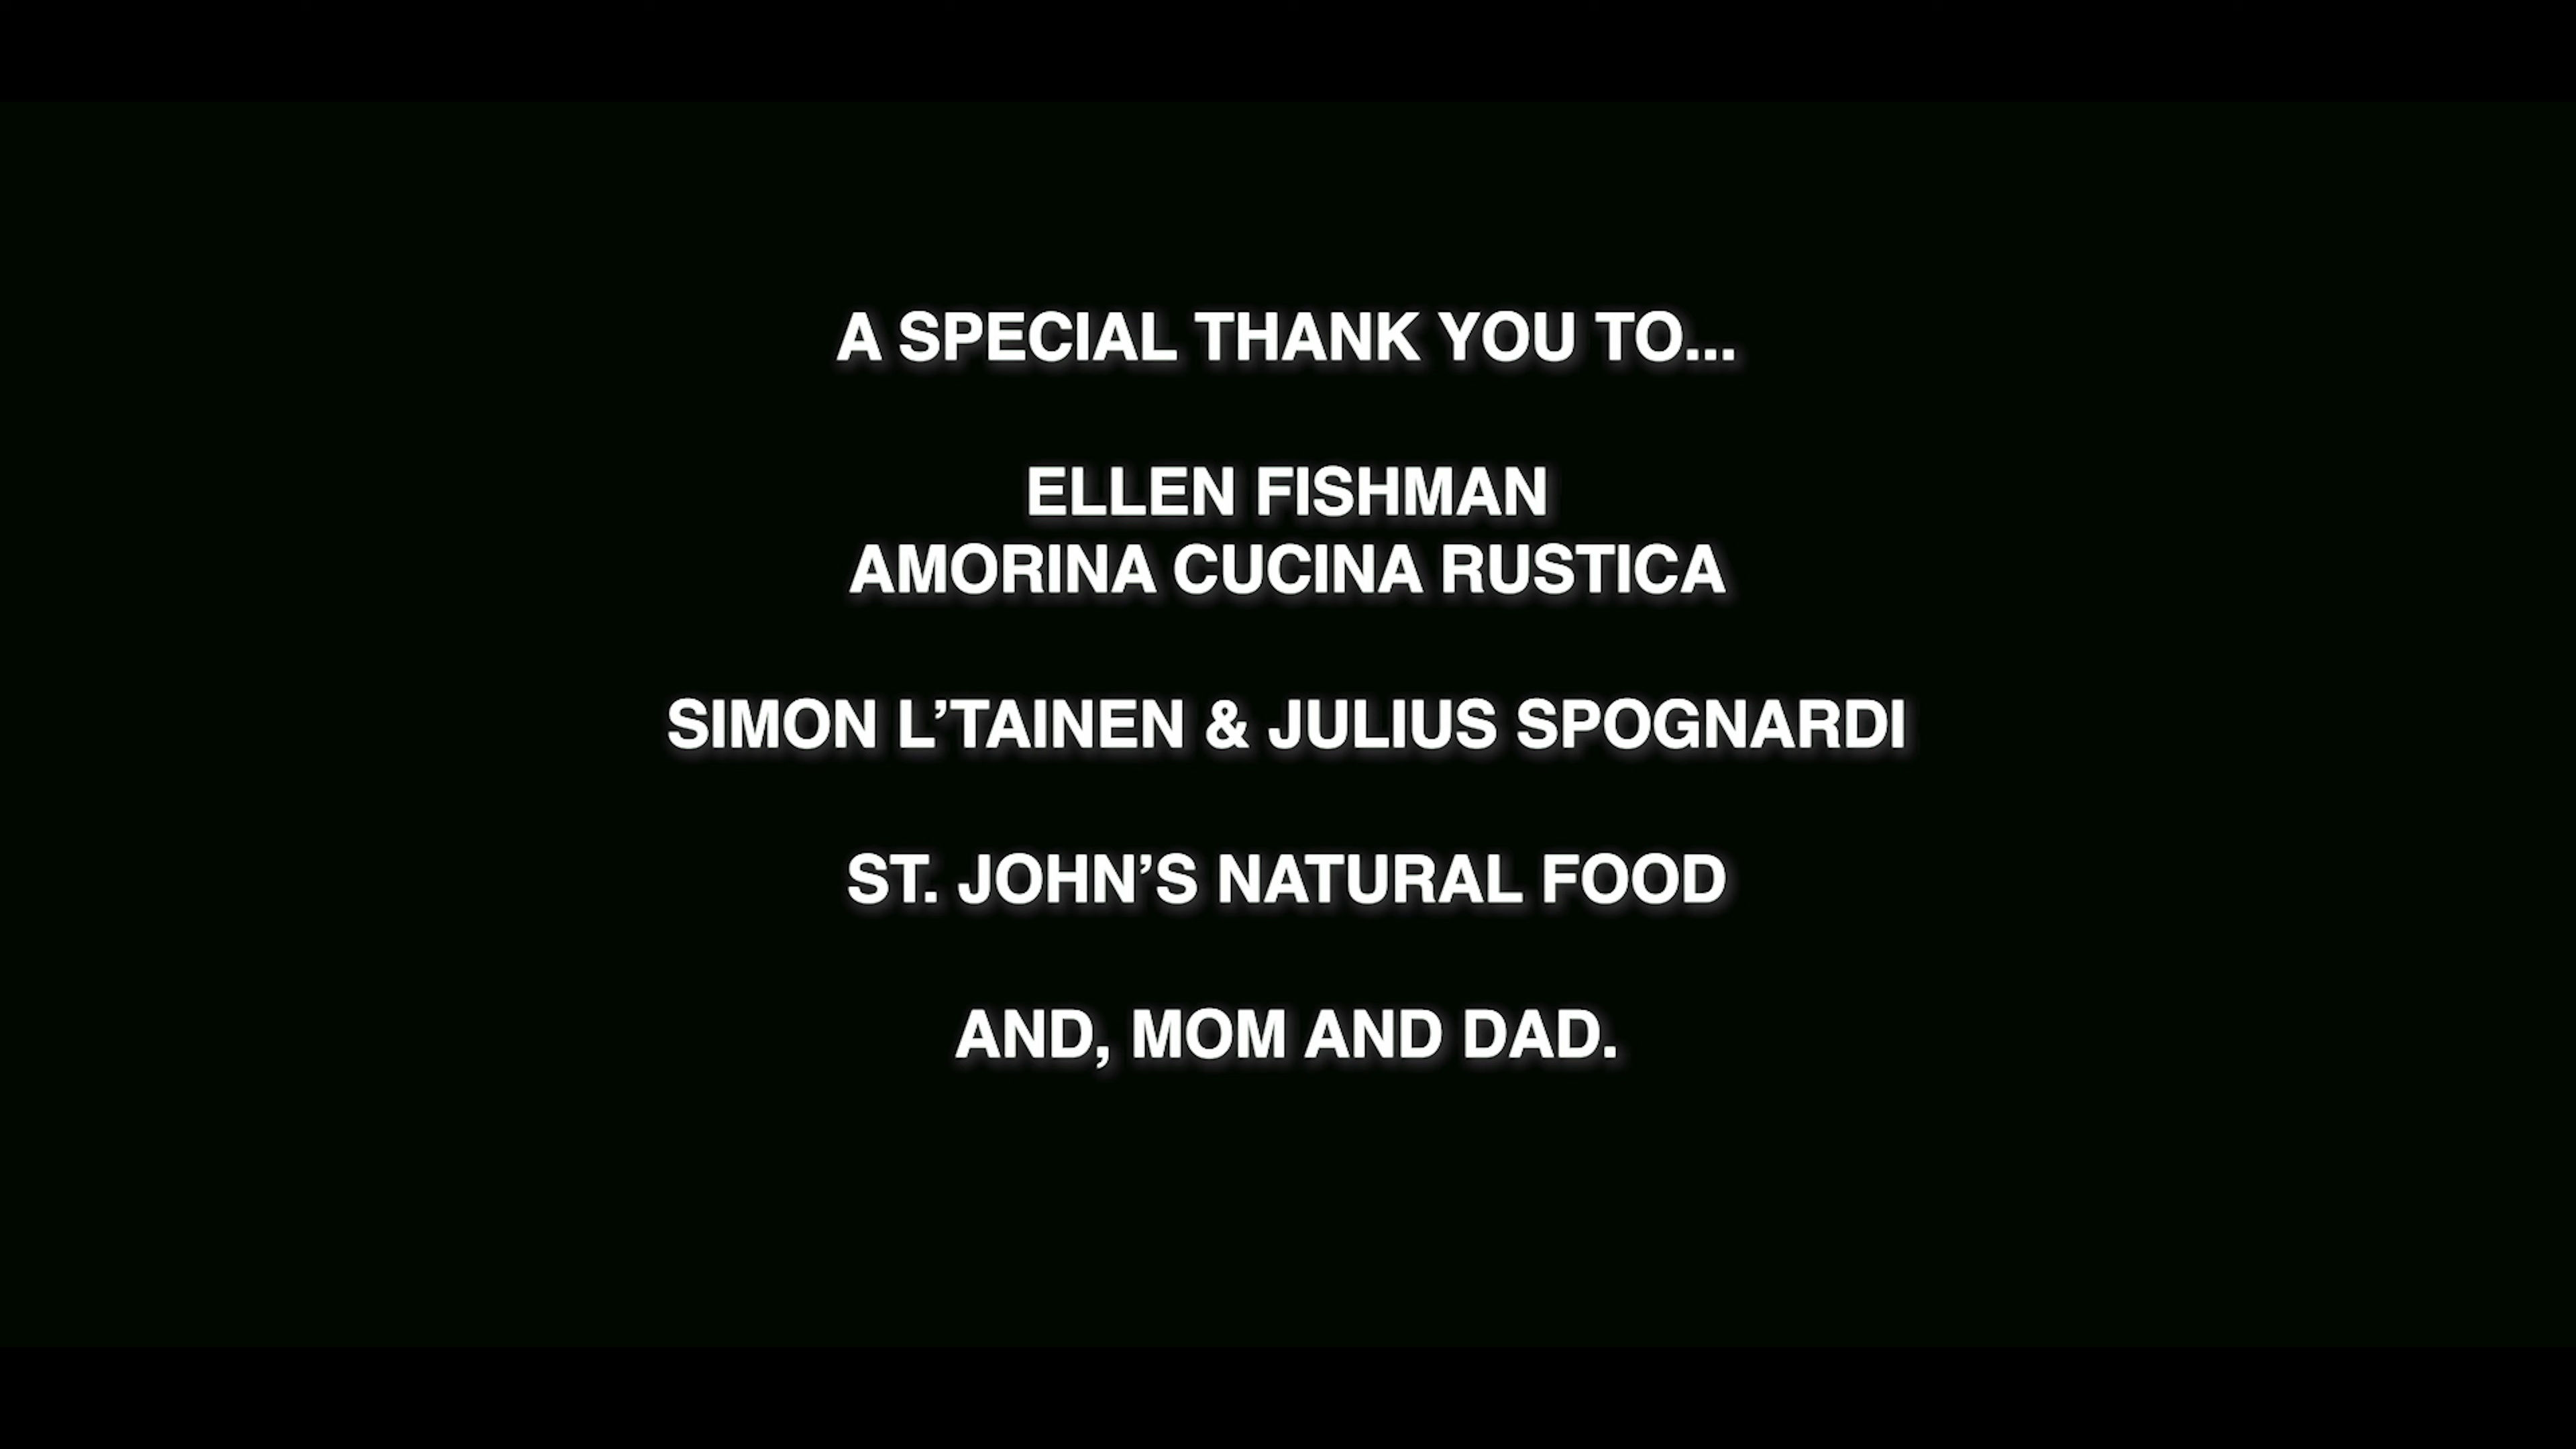 A SPECIAL THANK YOU TO...
ELLEN FISHMAN
AMORINA CUCINA RUSTICA
SIMON L’TAINEN & JULIUS SPOGNARDI
ST. JOHN’S NATURAL FOOD
AND, MOM AND DAD.